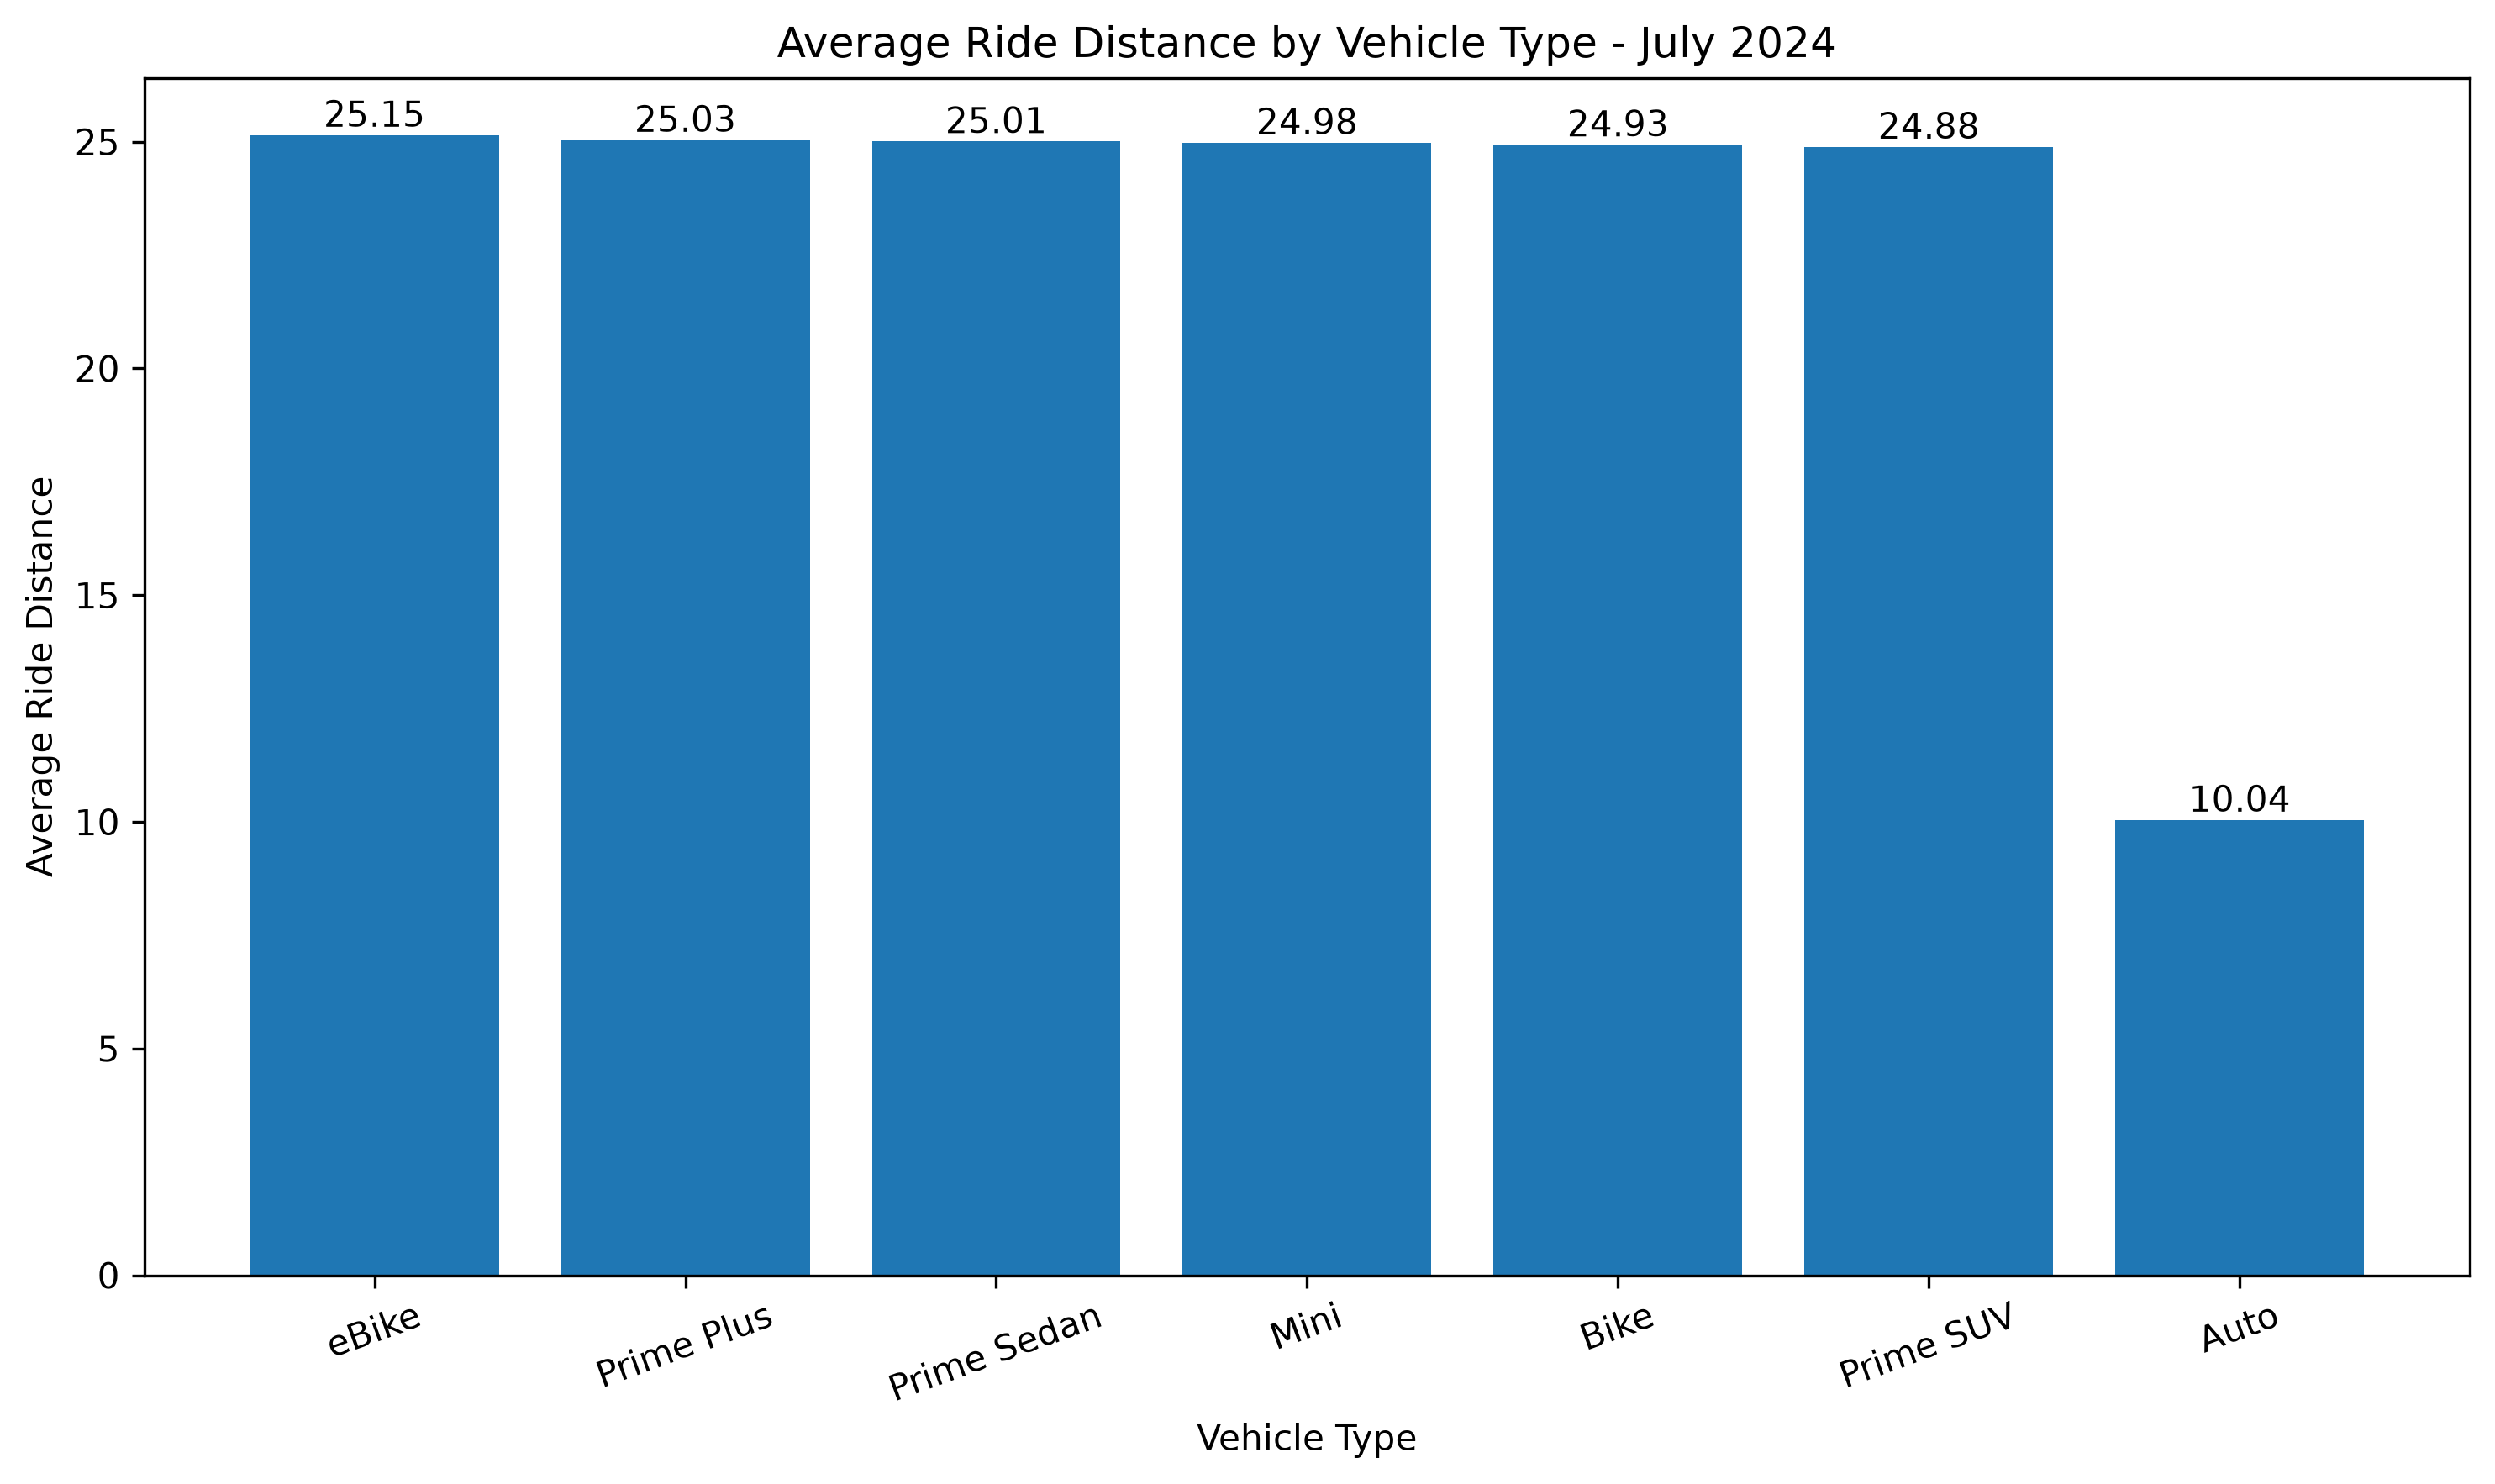 Average Ride Distance by Vehicle Type - July 2024
25.15
25.03
25.01
24.98
24.93
24.88
10.04
25
20
15
10
5
0
Average Ride Distance
eBike
Prime Plus
Prime Sedan
Mini
Bike
Prime SUV
Auto
Vehicle Type